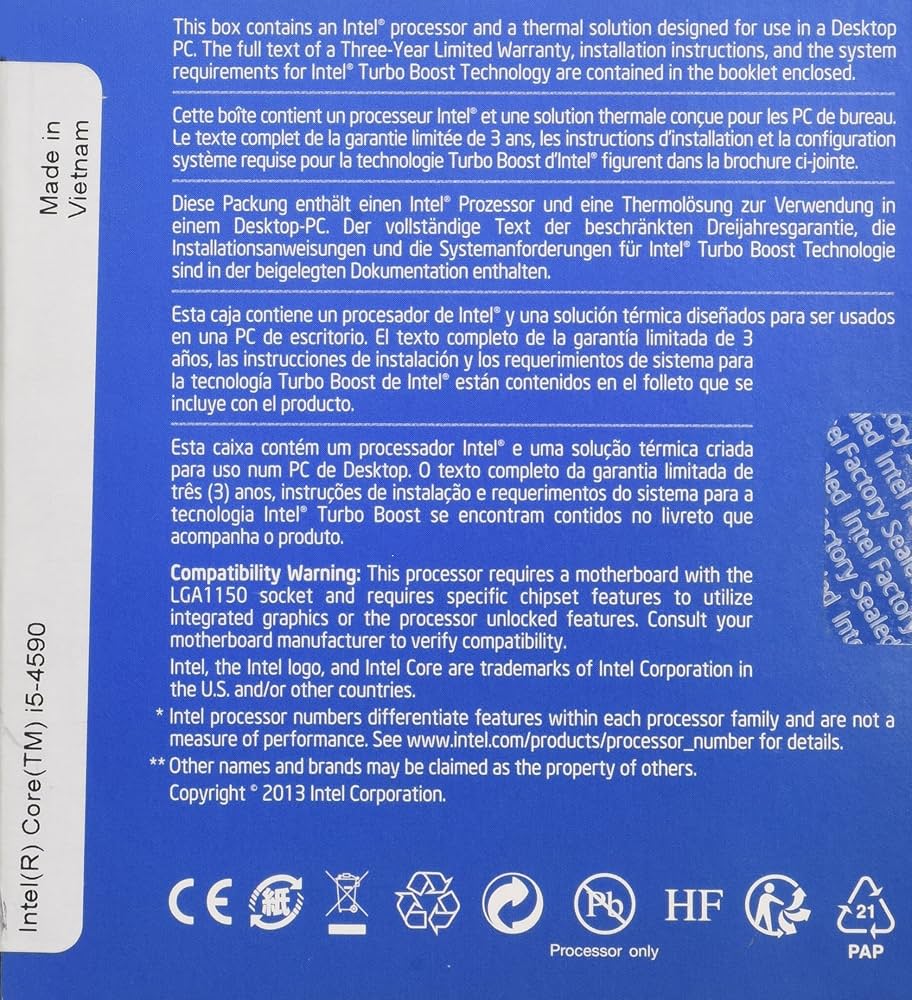 This box contains an Intel® processor and a thermal solution designed for use in a Desktop
PC. The full text of a Three-Year Limited Warranty, installation instructions, and the system
requirements for Intel® Turbo Boost Technology are contained in the booklet enclosed.
Cette boîte contient un processeur Intel® et une solution thermale conçue pour les PC de bureau.
Le texte complet de la garantie limitée de 3 ans, les instructions d'installation et la configuration
système requise pour la technologie Turbo Boost d'Intel® figurent dans la brochure ci-jointe.
Diese Packung enthält einen Intel® Prozessor und eine Thermolösung zur Verwendung in
einem Desktop-PC. Der vollständige Text der beschränkten Dreijahresgarantie, die
Installationsanweisungen und die Systemanforderungen für Intel® Turbo Boost Technologie
sind in der beigelegten Dokumentation enthalten.
Esta caja contiene un procesador de Intel® y una solución térmica diseñados para ser usados
en una PC de escritorio. El texto completo de la garantía limitada de 3
años, las instrucciones de instalación y los requerimientos de sistema para
la tecnología Turbo Boost de Intel® están contenidos en el folleto que se
incluye con el producto.
Esta caixa contém um processador Intel® e uma solução térmica criada
para uso num PC de Desktop. O texto completo da garantia limitada de
três (3) anos, instruções de instalação e requerimentos do sistema para a
tecnologia Intel® Turbo Boost se encontram contidos no livreto que
acompanha o produto.
Compatibility Warning: This processor requires a motherboard with the
LGA1150 socket and requires specific chipset features to utilize
integrated graphics or the processor unlocked features. Consult your
motherboard manufacturer to verify compatibility.
Intel, the Intel logo, and Intel Core are trademarks of Intel Corporation in
the U.S. and/or other countries.
* Intel processor numbers differentiate features within each processor family and are not a
measure of performance. See www.intel.com/products/processor_number for details.
** Other names and brands may be claimed as the property of others.
Copyright © 2013 Intel Corporation.
Made in
Vietnam
Intel(R) Core(TM) i5-4590
Intel Factory Sealed
CE
紙
Pb
Processor only
HF
21
PAP